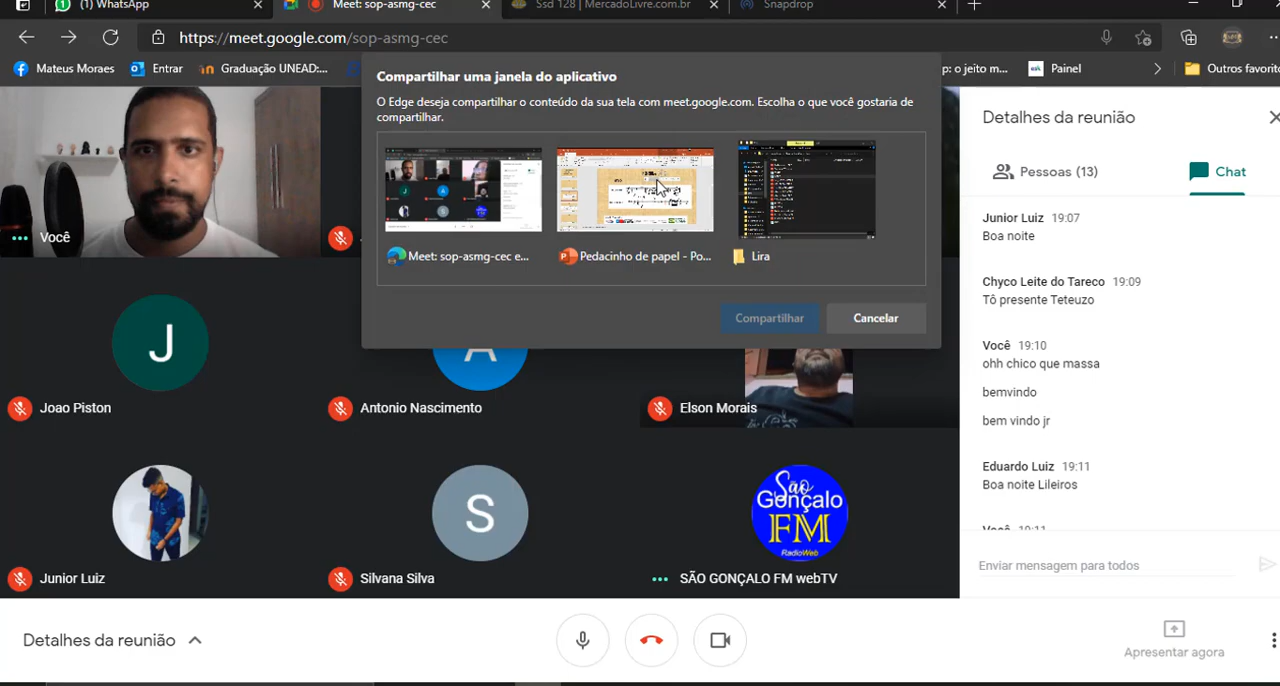 (1) WhatsApp
Meet: sop-asmg-cec
Ssd 128 | MercadoLivre.com.br
Snapdrop
https://meet.google.com/sop-asmg-cec
Mateus Moraes
Entrar
Graduação UNEAD:...
p: o jeito m...
Painel
Outros favorito
Compartilhar uma janela do aplicativo
O Edge deseja compartilhar o conteúdo da sua tela com meet.google.com. Escolha o que você gostaria de
compartilhar.
Meet: sop-asmg-cec e...
Pedacinho de papel - Po...
Lira
Compartilhar
Cancelar
Você
J
Joao Piston
A
Antonio Nascimento
Elson Morais
Junior Luiz
S
Silvana Silva
São
Gonçalo
FM
RadioWeb
SÃO GONÇALO FM webTV
Detalhes da reunião
Pessoas (13)
Chat
Junior Luiz 19:07
Boa noite
Chyco Leite do Tareco 19:09
Tô presente Teteuzo
Você 19:10
ohh chico que massa
bemvindo
bem vindo jr
Eduardo Luiz 19:11
Boa noite Lileiros
Você 19:11
Enviar mensagem para todos
Detalhes da reunião
Apresentar agora